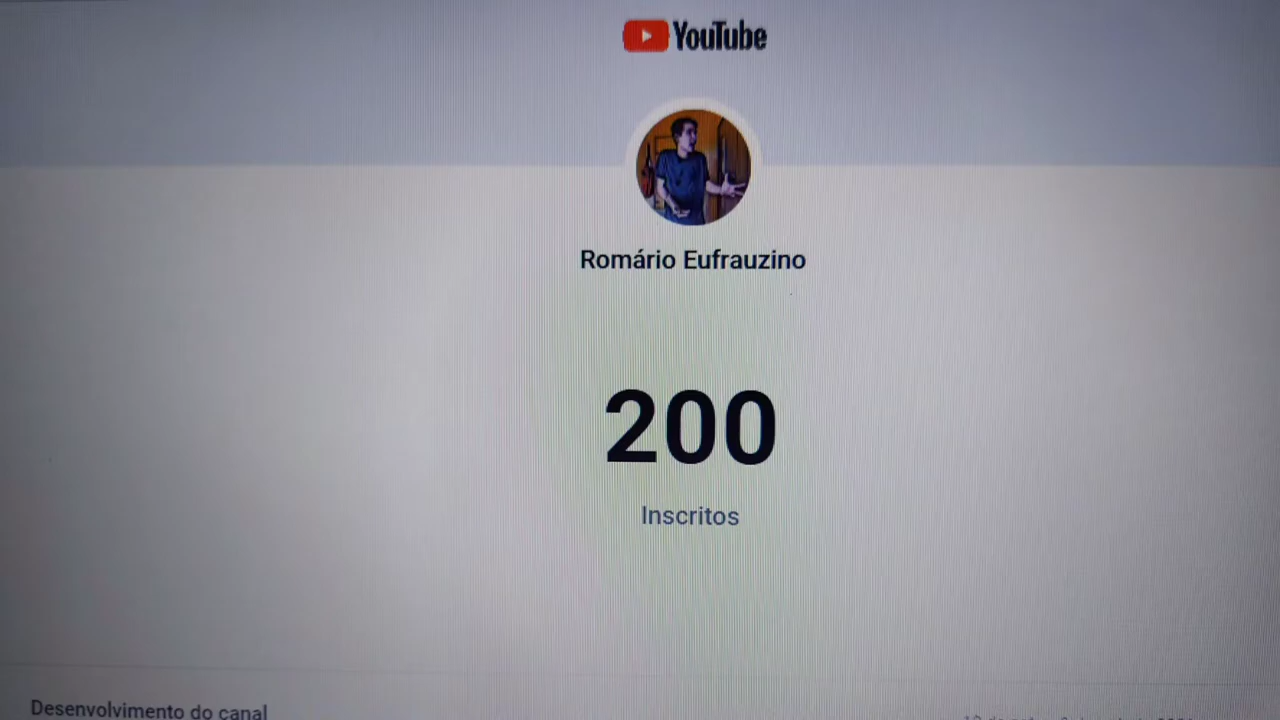 YouTube
Romário Eufrauzino
200
Inscritos
Desenvolvimento do canal